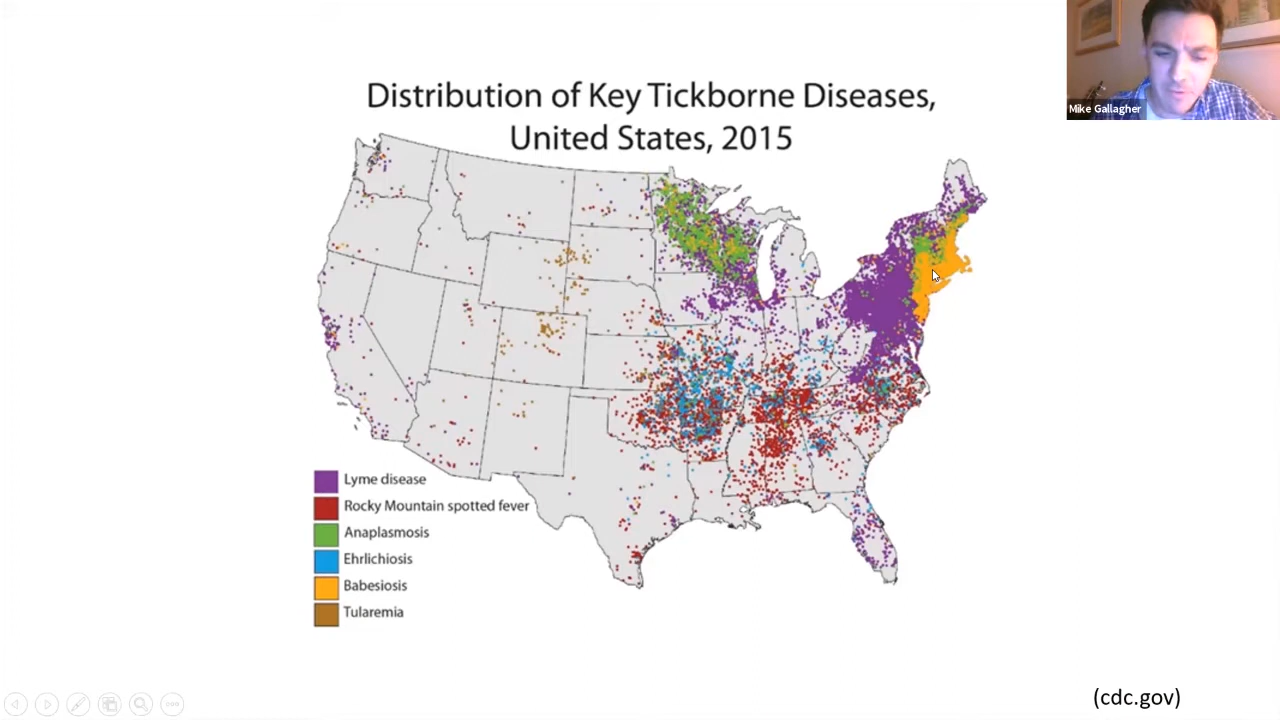 Mike Gallagher
Distribution of Key Tickborne Diseases,
United States, 2015
Lyme disease
Rocky Mountain spotted fever
Anaplasmosis
Ehrlichiosis
Babesiosis
Tularemia
(cdc.gov)